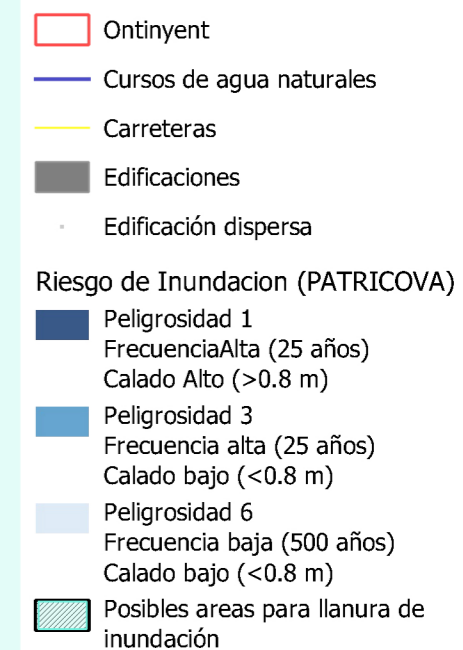 Ontinyent
Cursos de agua naturales
Carreteras
Edificaciones
Edificación dispersa
Riesgo de Inundacion (PATRICOVA)
Peligrosidad 1
FrecuenciaAlta (25 años)
Calado Alto (>0.8 m)
Peligrosidad 3
Frecuencia alta (25 años)
Calado bajo (<0.8 m)
Peligrosidad 6
Frecuencia baja (500 años)
Calado bajo (<0.8 m)
Posibles areas para llanura de
inundación